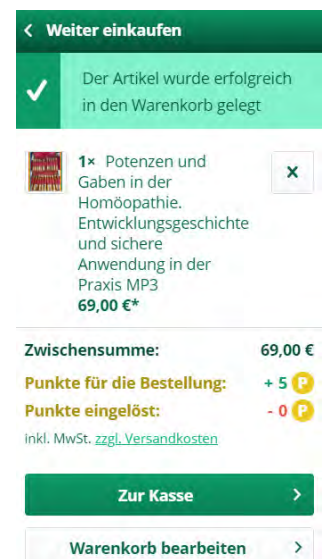 Weiter einkaufen
Der Artikel wurde erfolgreich
in den Warenkorb gelegt
1× Potenzen und
Gaben in der
Homöopathie.
Entwicklungsgeschichte
und sichere
Anwendung in der
Praxis MP3
69,00 €*
Zwischensumme: 69,00 €
Punkte für die Bestellung: + 5 P
Punkte eingelöst: - 0 P
inkl. MwSt. zzgl. Versandkosten
Zur Kasse
Warenkorb bearbeiten